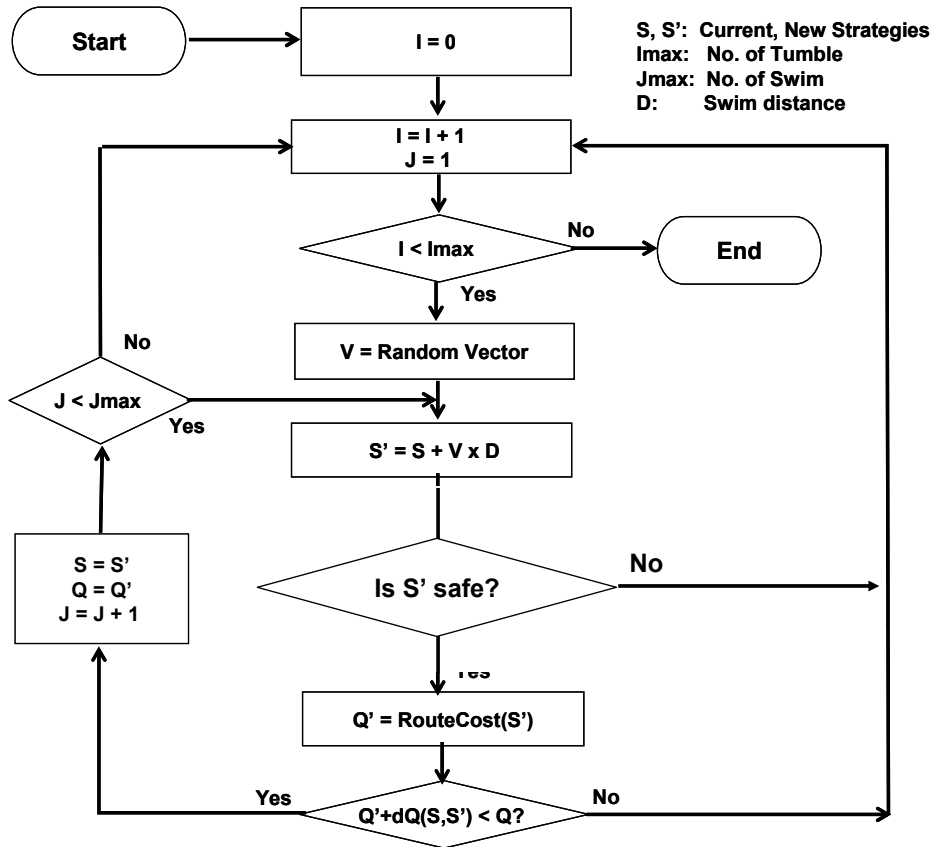 Start
I = 0
S, S’: Current, New Strategies
Imax: No. of Tumble
Jmax: No. of Swim
D: Swim distance
I = I + 1
J = 1
I < Imax
No
End
Yes
V = Random Vector
No
J < Jmax
Yes
S’ = S + V x D
S = S’
Q = Q’
J = J + 1
Is S’ safe?
No
Yes
Q’ = RouteCost(S’)
Yes
Q’+dQ(S,S’) < Q?
No